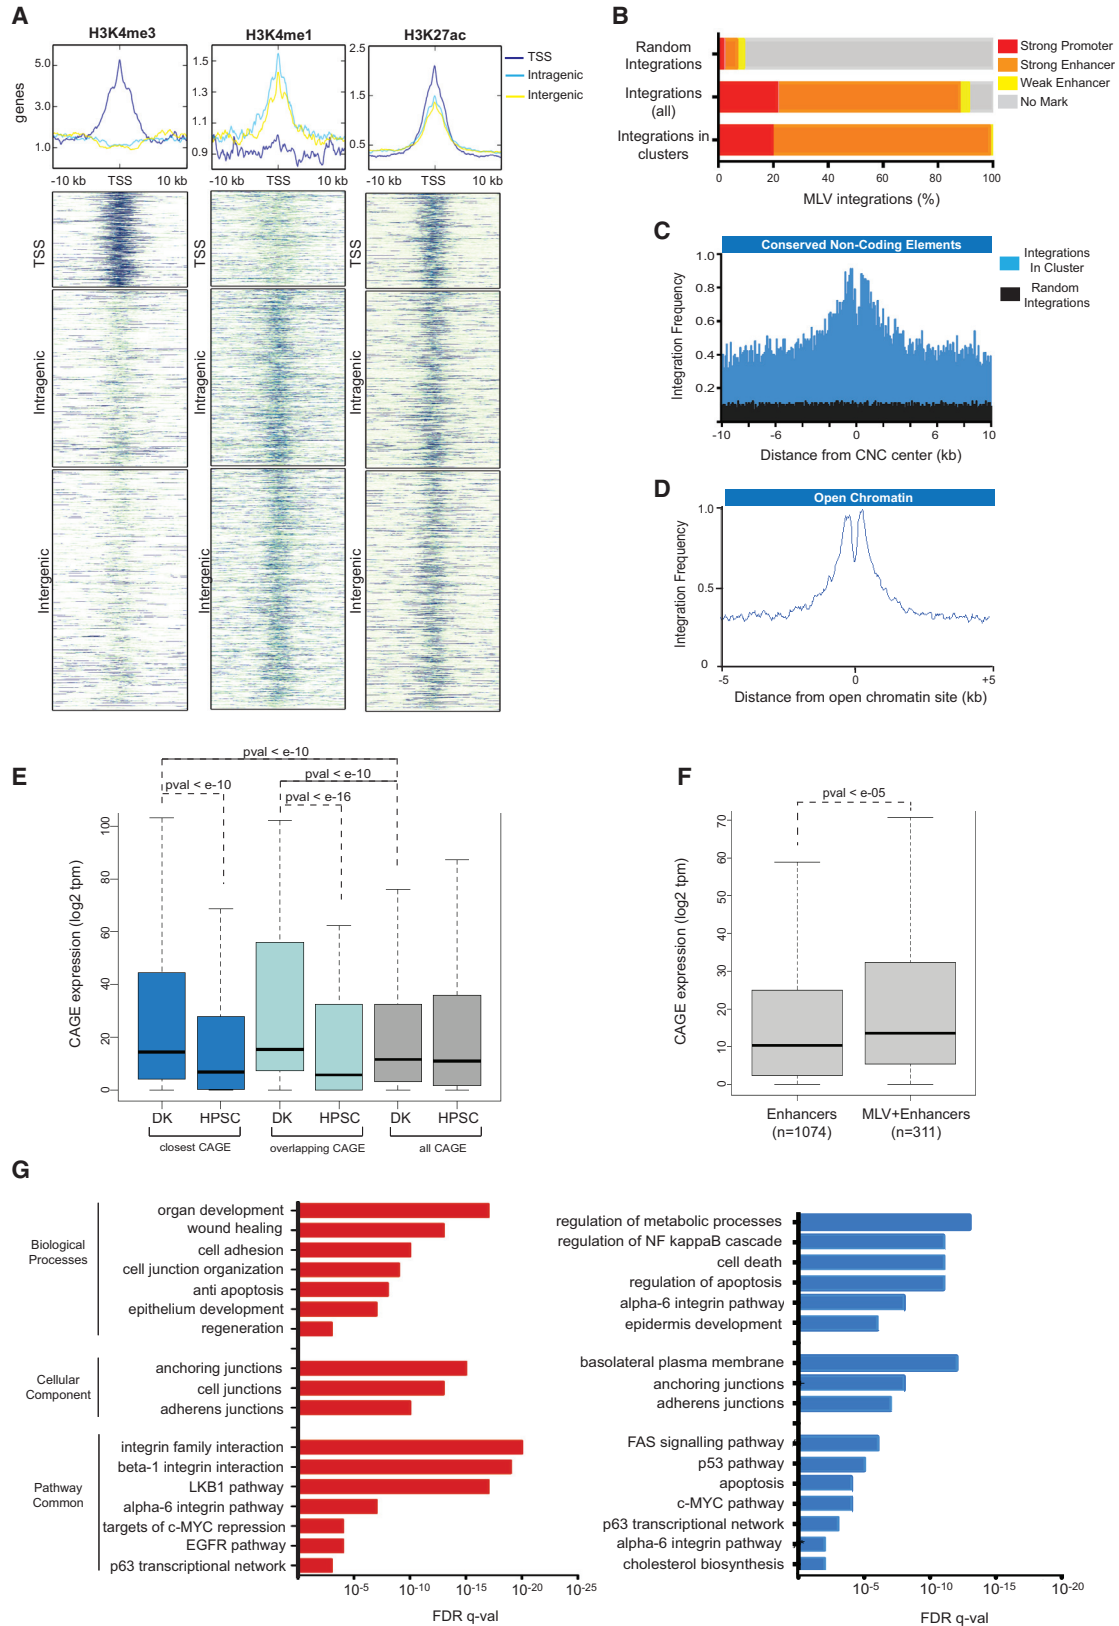 A
H3K4me3
H3K4me1
H3K27ac
genes
5.0
3.0
1.0
1.5
1.3
1.1
0.9
2.5
1.5
0.5
TSS
Intragenic
Intergenic
-10 kb TSS 10 kb
-10 kb TSS 10 kb
-10 kb TSS 10 kb
TSS
TSS
TSS
Intragenic
Intragenic
Intragenic
Intergenic
Intergenic
Intergenic
B
Random
Integrations
Integrations
(all)
Integrations in
clusters
Strong Promoter
Strong Enhancer
Weak Enhancer
No Mark
0 20 40 60 80 100
MLV integrations (%)
C
Conserved Non-Coding Elements
Integration Frequency
1.0
0.8
0.6
0.4
0.2
-10 -6 0 6 10
Distance from CNC center (kb)
Integrations
In Cluster
Random
Integrations
D
Open Chromatin
Integration Frequency
1.0
0.5
0
-5 0 +5
Distance from open chromatin site (kb)
E
pval < e-10
pval < e-10
pval < e-10
pval < e-16
CAGE expression (log2 tpm)
100
80
60
40
20
0
DK HPSC DK HPSC DK HPSC
closest CAGE overlapping CAGE all CAGE
F
pval < e-05
CAGE expression (log2 tpm)
70
60
50
40
30
20
10
0
Enhancers MLV+Enhancers
(n=1074) (n=311)
G
Biological
Processes
organ development
wound healing
cell adhesion
cell junction organization
anti apoptosis
epithelium development
regeneration
Cellular
Component
anchoring junctions
cell junctions
adherens junctions
Pathway
Common
integrin family interaction
beta-1 integrin interaction
LKB1 pathway
alpha-6 integrin pathway
targets of c-MYC repression
EGFR pathway
p63 transcriptional network
10-5 10-10 10-15 10-20 10-25
FDR q-val
regulation of metabolic processes
regulation of NF kappaB cascade
cell death
regulation of apoptosis
alpha-6 integrin pathway
epidermis development
basolateral plasma membrane
anchoring junctions
adherens junctions
FAS signalling pathway
p53 pathway
apoptosis
c-MYC pathway
p63 transcriptional network
alpha-6 integrin pathway
cholesterol biosynthesis
10-5 10-10 10-15 10-20
FDR q-val